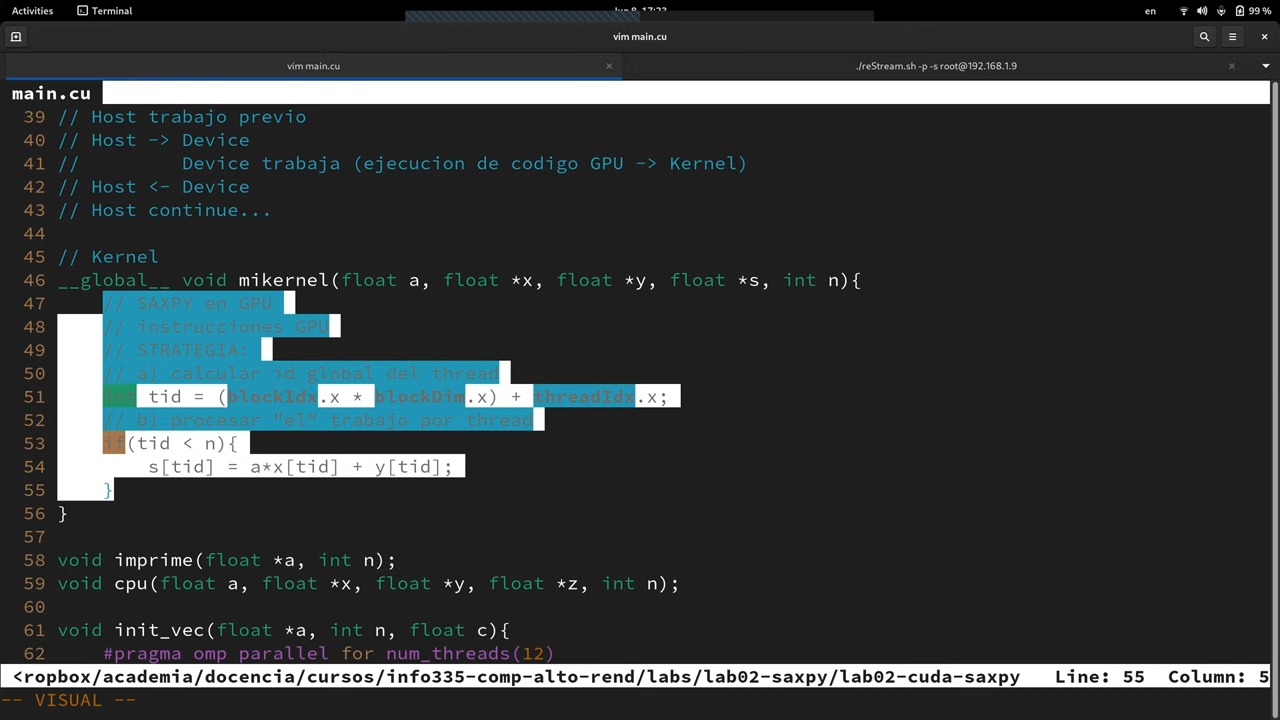 Activities Terminal en 99 %
vim main.cu
vim main.cu ./reStream.sh -p -s root@192.168.1.9
main.cu
39 // Host trabajo previo
40 // Host -> Device
41 // Device trabaja (ejecucion de codigo GPU -> Kernel)
42 // Host <- Device
43 // Host continue...
44
45 // Kernel
46 __global__ void mikernel(float a, float *x, float *y, float *s, int n){
47 // SAXPY en GPU
48 // instrucciones GPU
49 // STRATEGIA:
50 // a) calcular id global del thread
51 int tid = (blockIdx.x * blockDim.x) + threadIdx.x;
52 // b) procesar "el" trabajo por thread
53 if(tid < n){
54 s[tid] = a*x[tid] + y[tid];
55 }
56 }
57
58 void imprime(float *a, int n);
59 void cpu(float a, float *x, float *y, float *z, int n);
60
61 void init_vec(float *a, int n, float c){
62 #pragma omp parallel for num_threads(12)
<ropbox/academia/docencia/cursos/info335-comp-alto-rend/labs/lab02-saxpy/lab02-cuda-saxpy Line: 55 Column: 5
-- VISUAL --